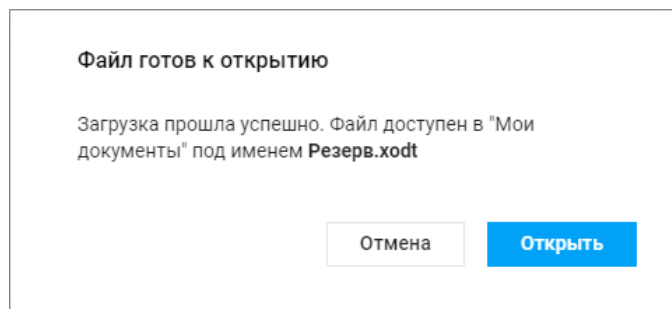 Файл готов к открытию
Загрузка прошла успешно. Файл доступен в "Мои
документы" под именем Резерв.xodt
Отмена
Открыть